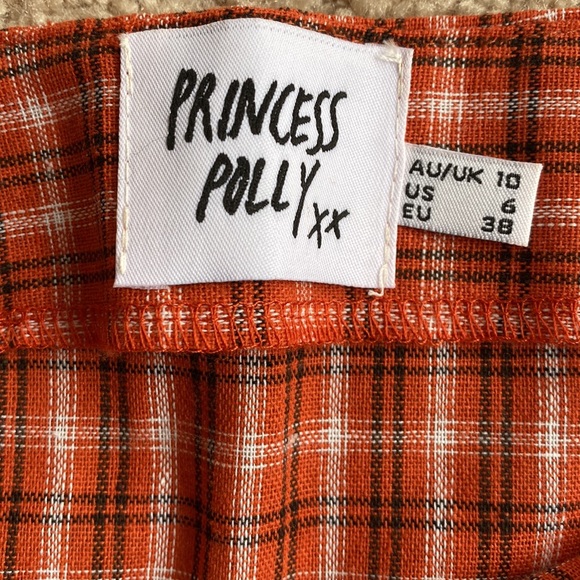 PRINCESS
POLLY xx
AU/UK 10
US 6
EU 38